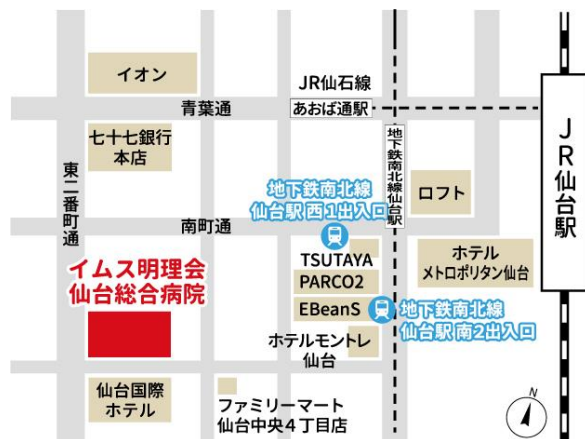 イオン
JR仙石線
青葉通
あおば通駅
七十七銀行
本店
東二番町通
地下鉄南北線仙台駅
JR仙台駅
地下鉄南北線
仙台駅 西1出入口
ロフト
南町通
TSUTAYA
ホテル
メトロポリタン仙台
イムス明理会
仙台総合病院
PARCO2
EBeanS
地下鉄南北線
仙台駅 南2出入口
ホテルモントレ
仙台
仙台国際
ホテル
ファミリーマート
仙台中央4丁目店
N